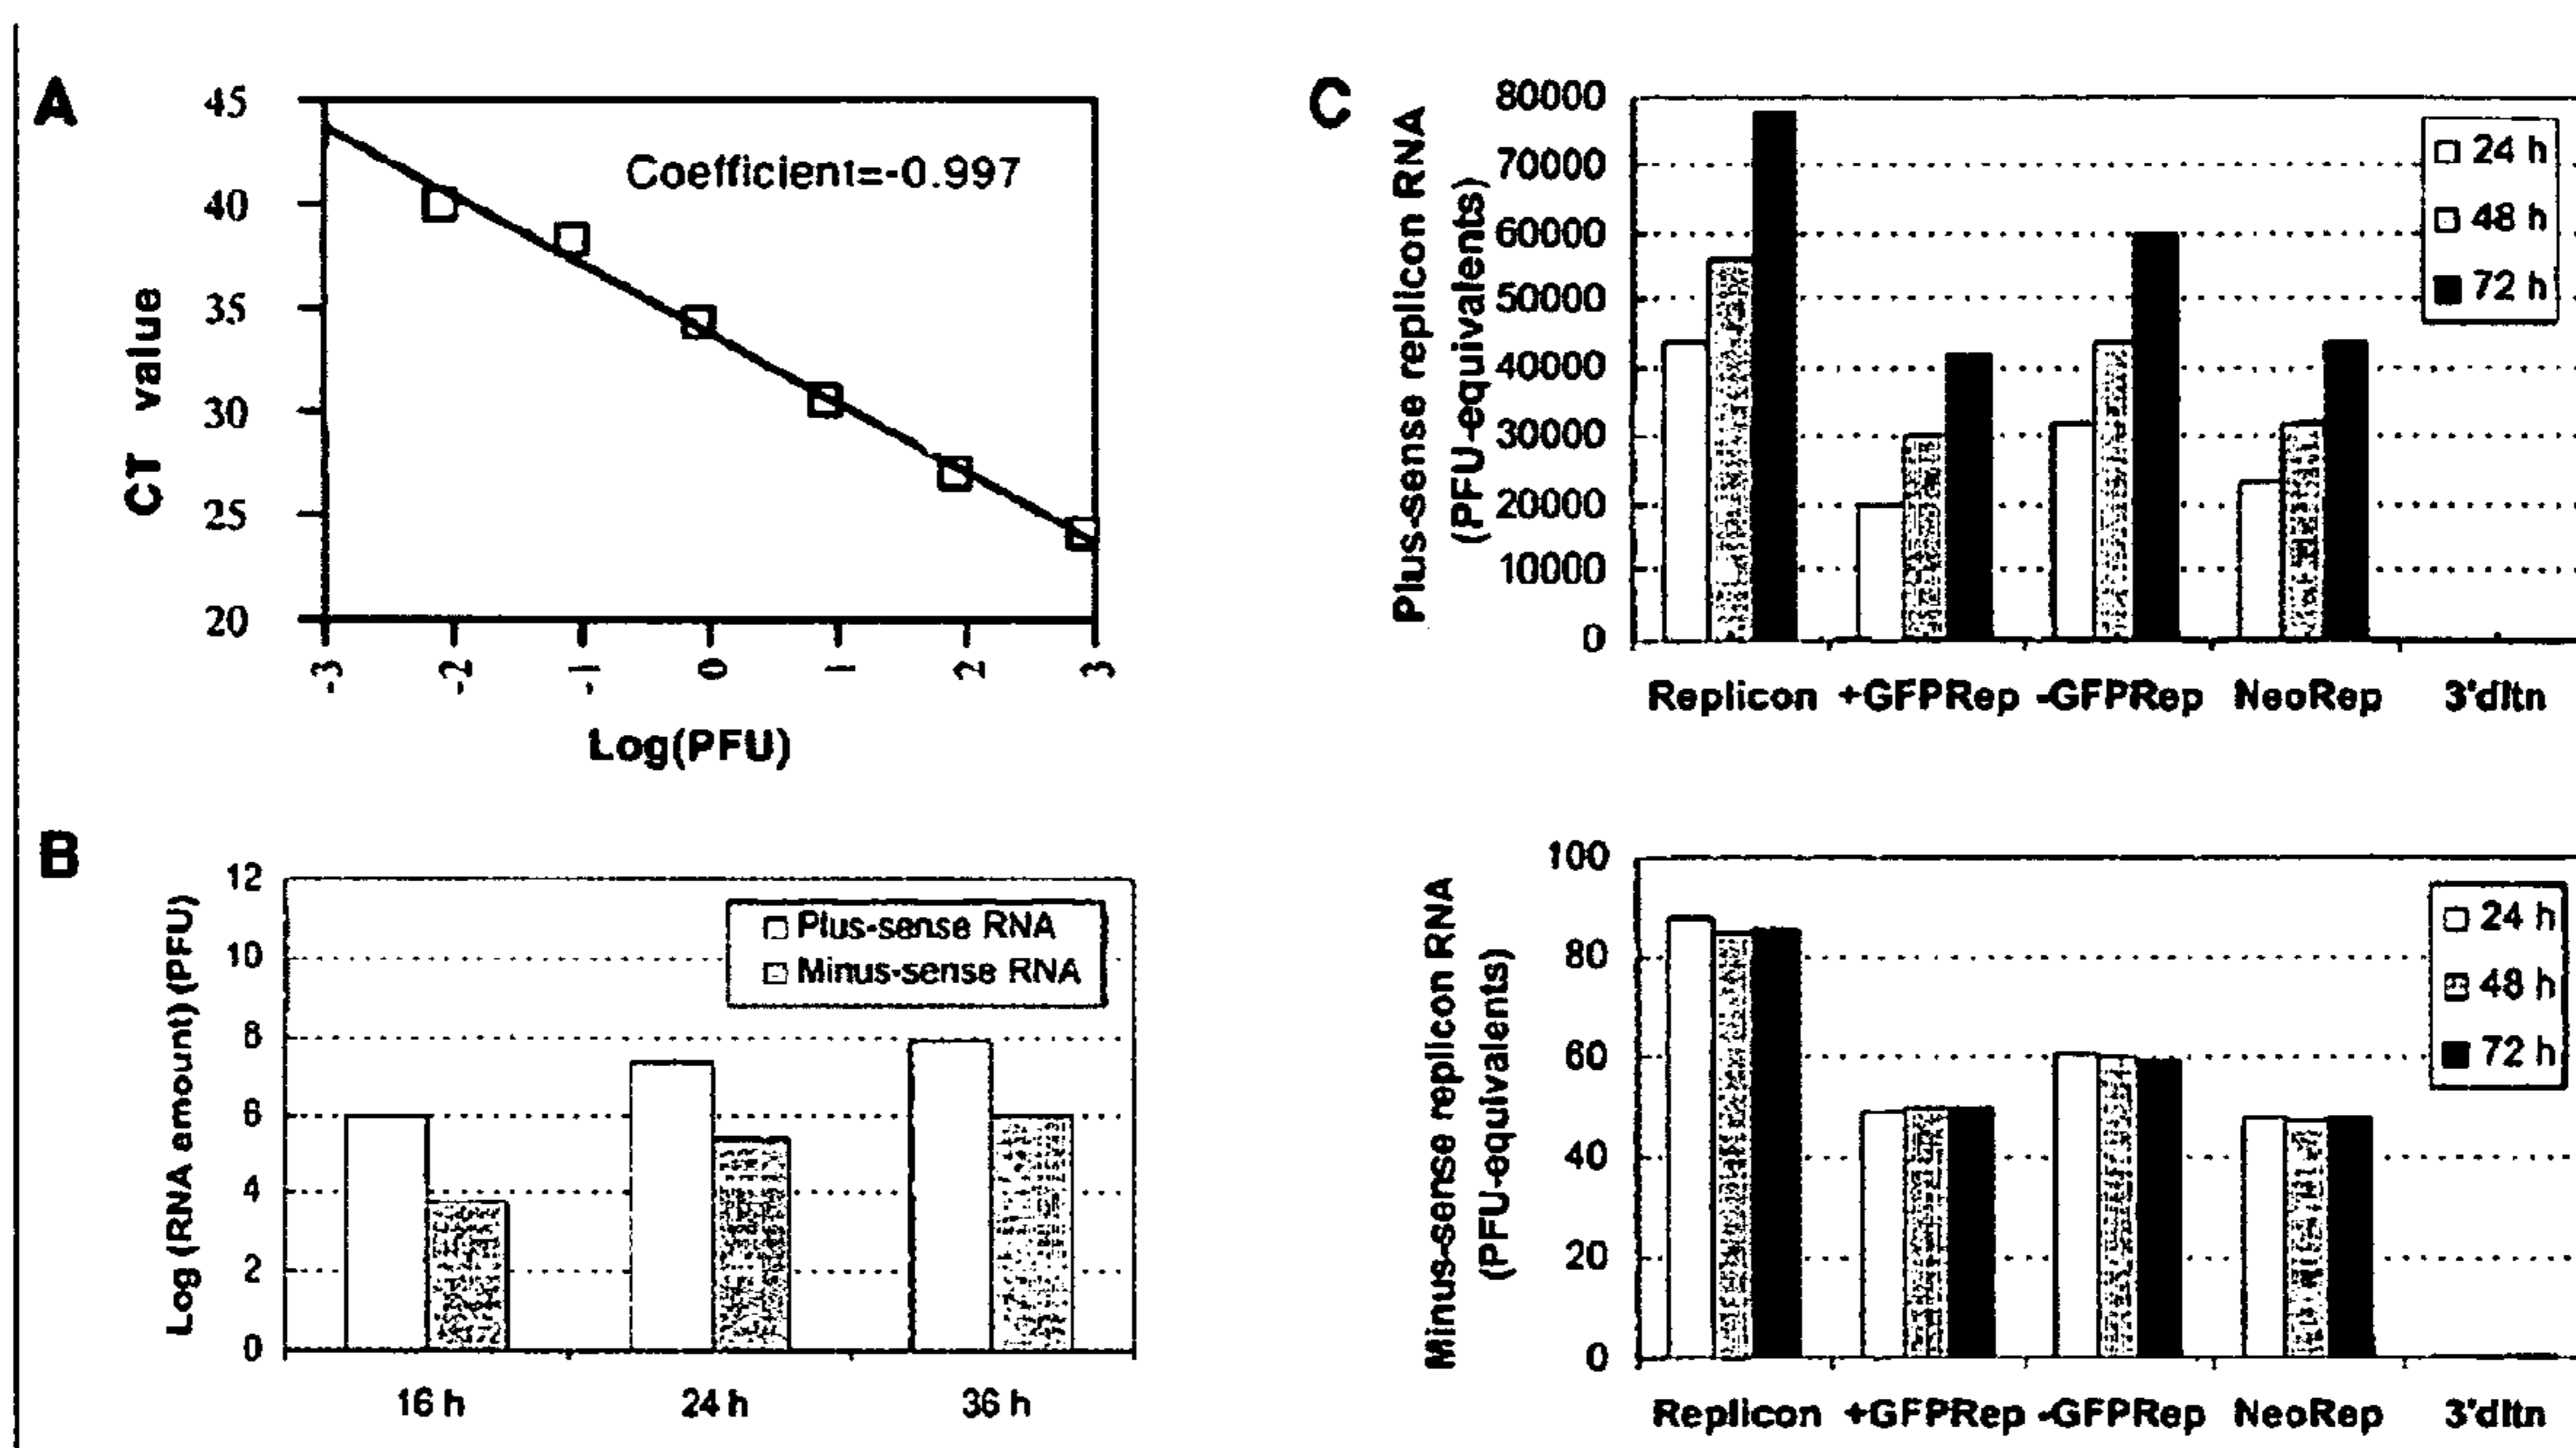 A
CT value
45
40
35
30
25
20
Coefficient=-0.997
-3 -2 -1 0 1 2 3
Log(PFU)
B
Log (RNA amount) (PFU)
12
10
8
6
4
2
0
Plus-sense RNA
Minus-sense RNA
16 h 24 h 36 h
C
Plus-sense replicon RNA
(PFU-equivalents)
80000
70000
60000
50000
40000
30000
20000
10000
0
24 h
48 h
72 h
Replicon +GFPRep -GFPRep NeoRep 3'dltn
Minus-sense replicon RNA
(PFU-equivalents)
100
80
60
40
20
0
24 h
48 h
72 h
Replicon +GFPRep -GFPRep NeoRep 3'dltn